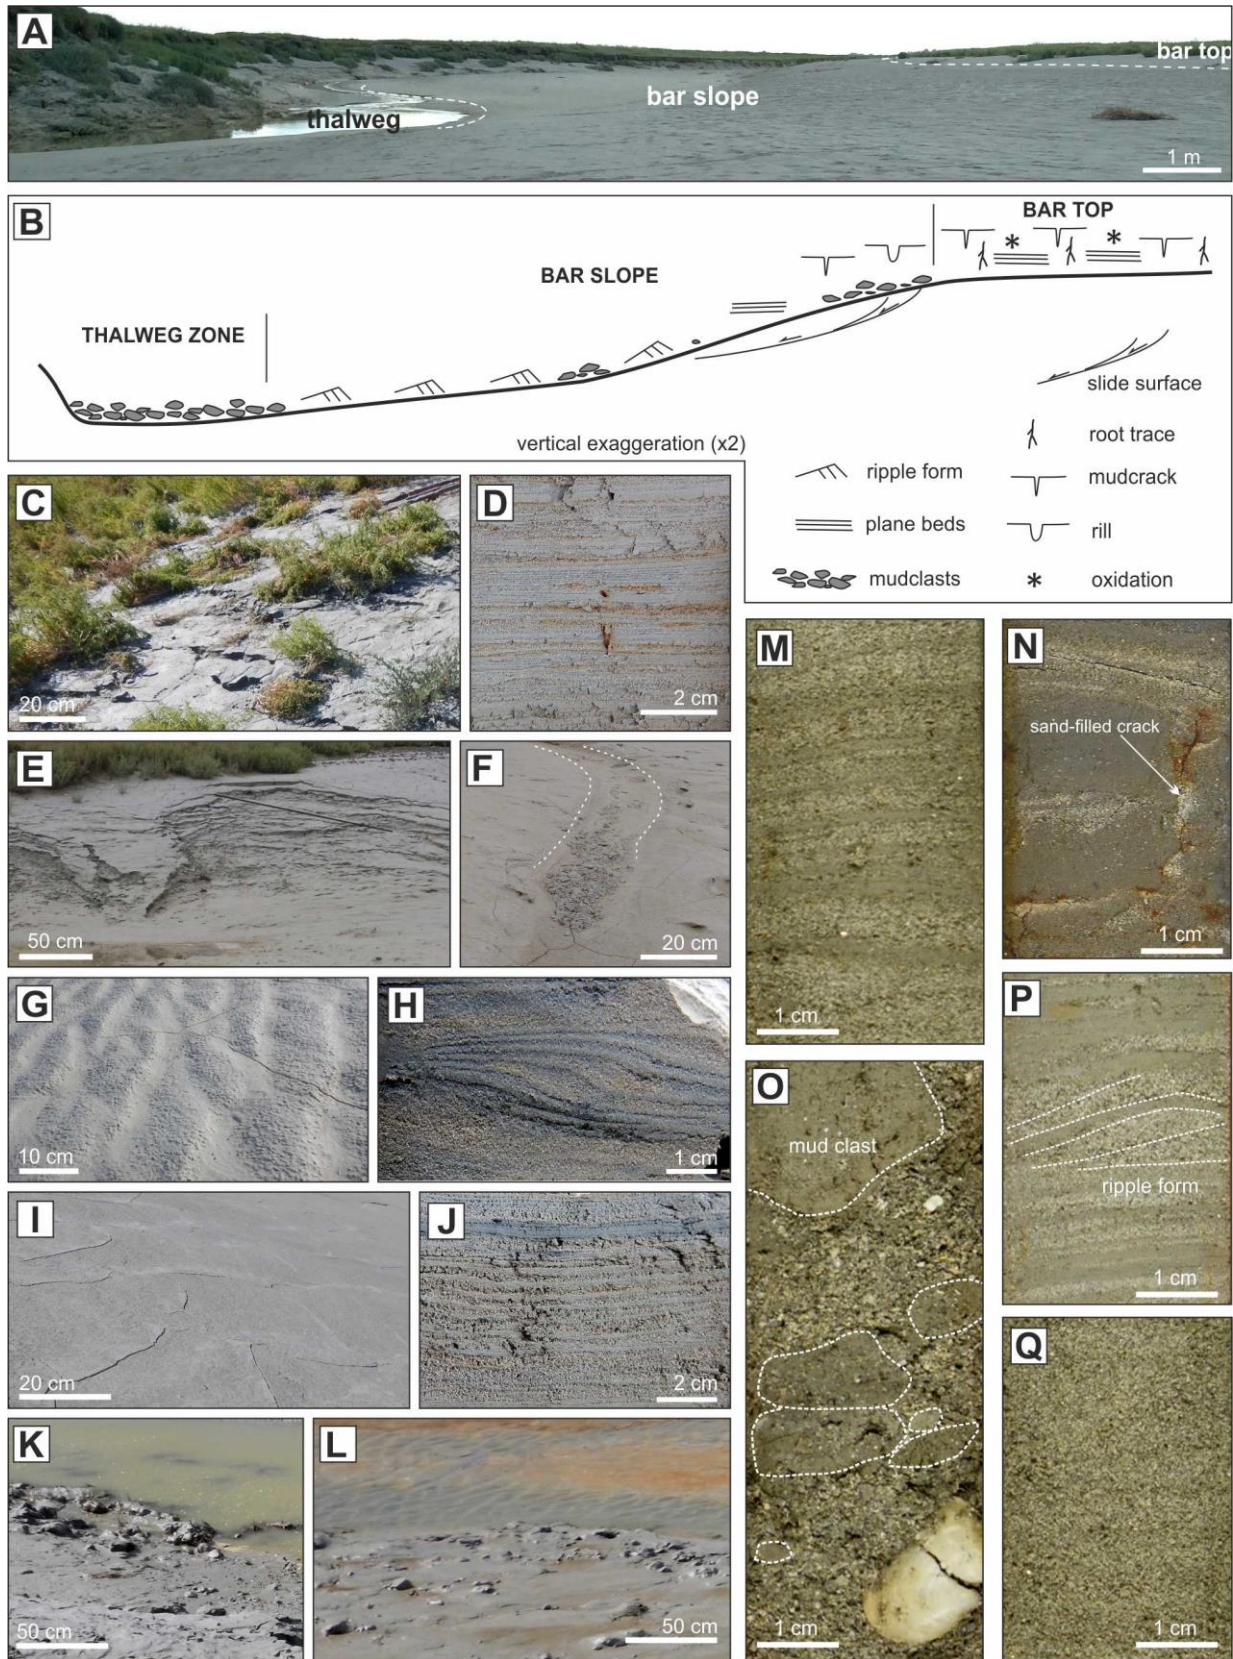 A
thalweg
bar slope
bar top
1 m
B
BAR TOP
BAR SLOPE
THALWEG ZONE
slide surface
vertical exaggeration (x2)
root trace
ripple form
mudcrack
plane beds
rill
mudclasts
oxidation
C
20 cm
D
2 cm
E
50 cm
F
20 cm
G
10 cm
H
1 cm
I
20 cm
J
2 cm
K
50 cm
L
50 cm
M
1 cm
N
sand-filled crack
1 cm
O
mud clast
1 cm
P
ripple form
1 cm
Q
1 cm